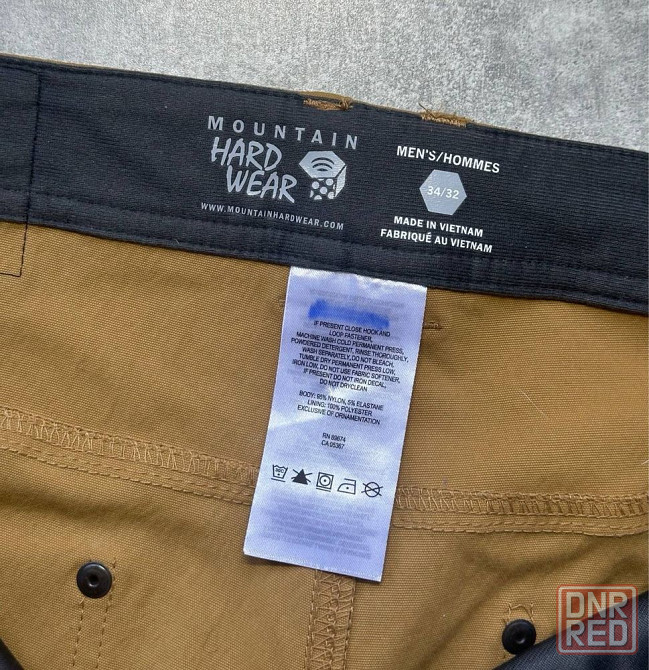 MOUNTAIN
HARD
WEAR
WWW.MOUNTAINHARDWEAR.COM
MEN'S/HOMMES
34/32
MADE IN VIETNAM
FABRIQUÉ AU VIETNAM
IF PRESENT CLOSE HOOK AND
LOOP FASTENER,
MACHINE WASH COLD PERMANENT PRESS,
POWDERED DETERGENT, RINSE THOROUGHLY,
WASH SEPARATELY, DO NOT BLEACH,
TUMBLE DRY PERMANENT PRESS LOW,
IRON LOW, DO NOT USE FABRIC SOFTENER,
IF PRESENT DO NOT IRON DECAL,
DO NOT DRYCLEAN
BODY: 95% NYLON, 5% ELASTANE
LINING: 100% POLYESTER
EXCLUSIVE OF ORNAMENTATION
RN 89674
CA 05367
DNR
RED